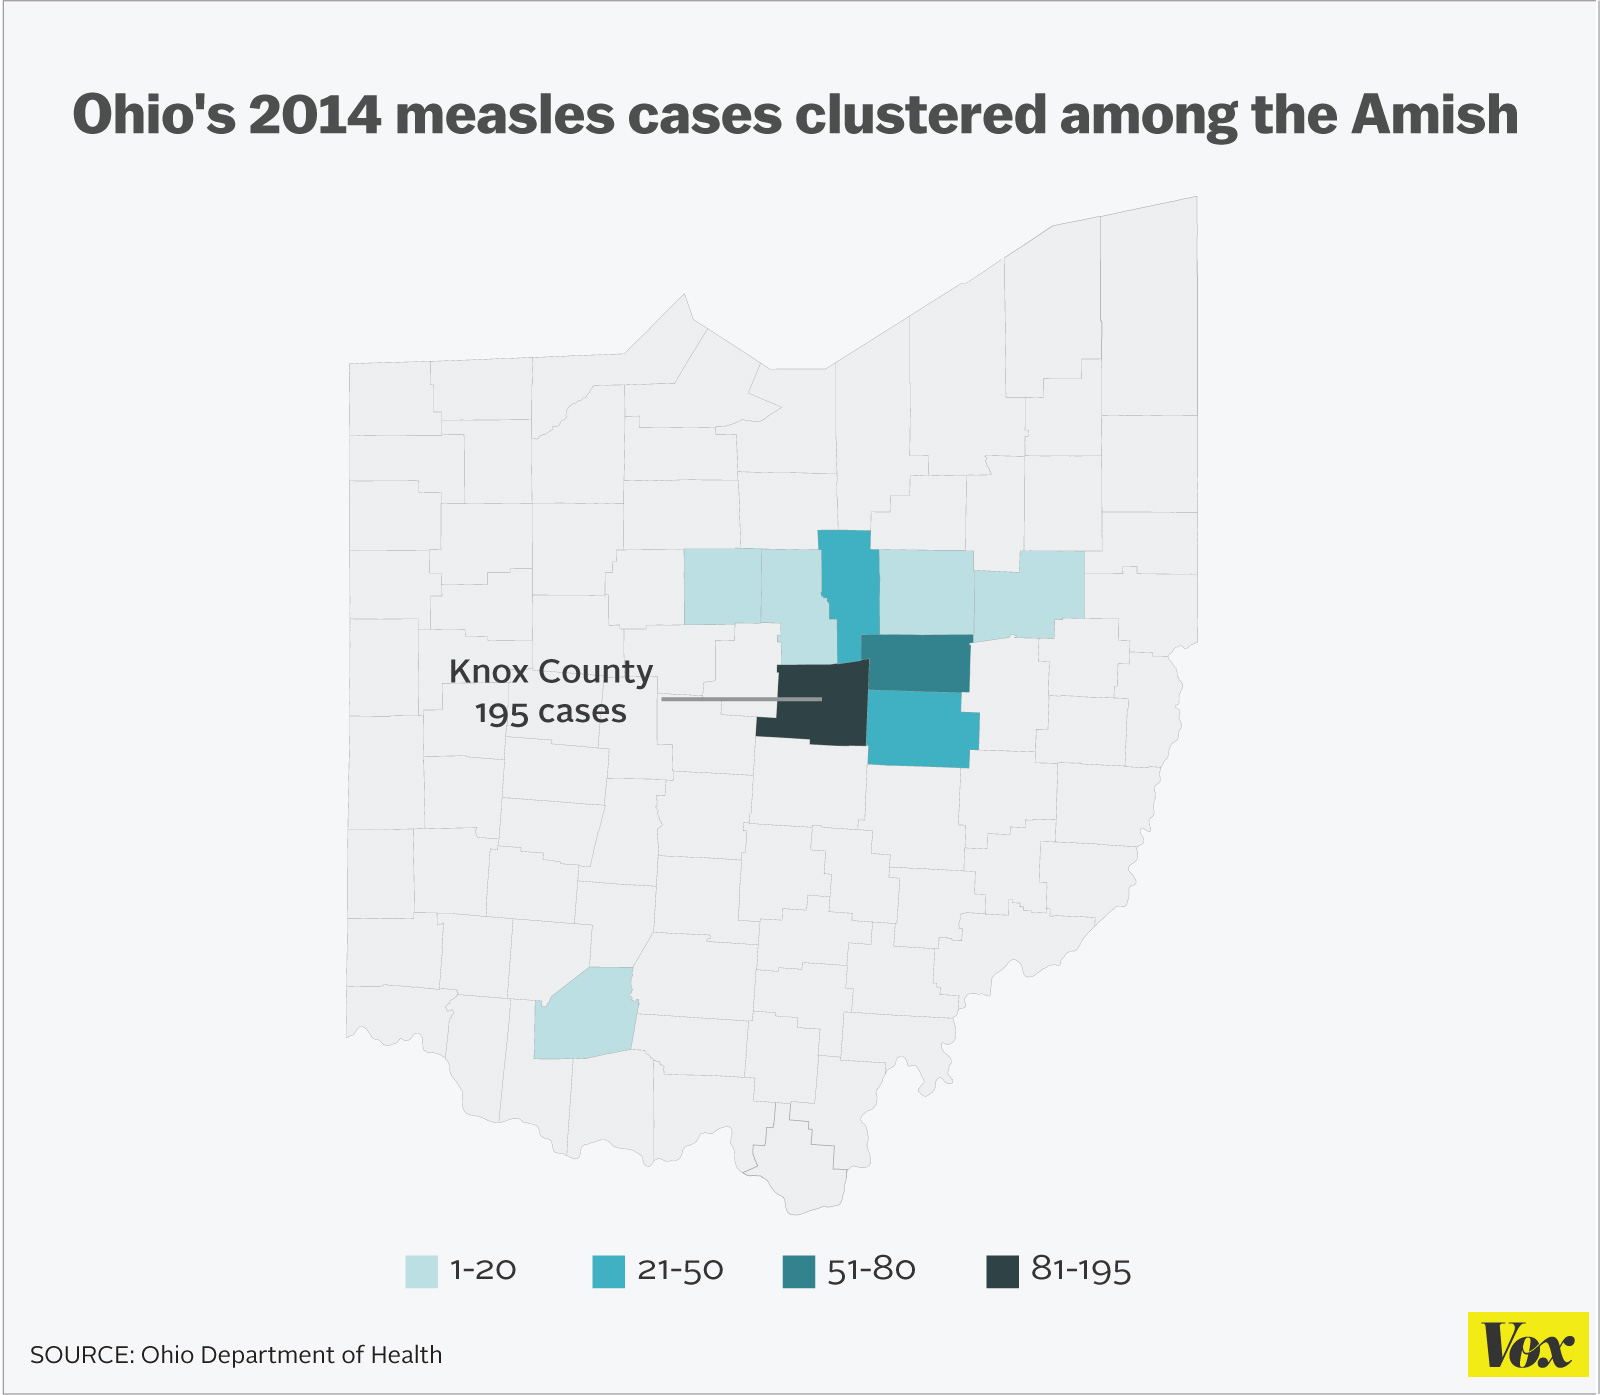 Ohio's 2014 measles cases clustered among the Amish
Knox County
195 cases
1-20
21-50
51-80
81-195
SOURCE: Ohio Department of Health
Vox